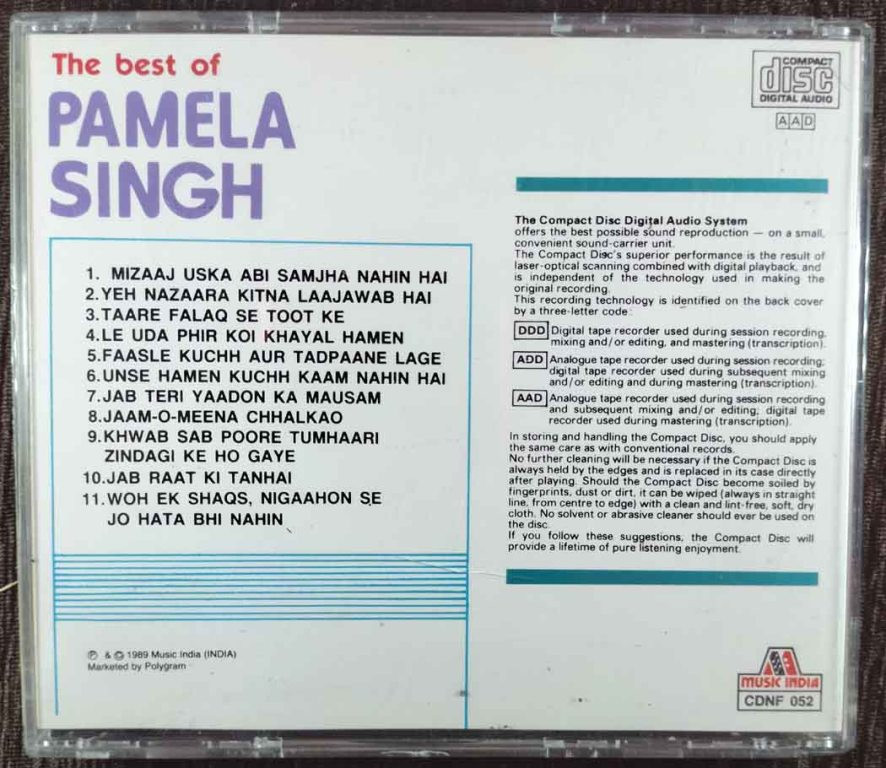 The best of
PAMELA
SINGH
1. MIZAAJ USKA ABI SAMJHA NAHIN HAI
2. YEH NAZAARA KITNA LAAJAWAB HAI
3. TAARE FALAQ SE TOOT KE
4. LE UDA PHIR KOI KHAYAL HAMEN
5. FAASLE KUCHH AUR TADPAANE LAGE
6. UNSE HAMEN KUCHH KAAM NAHIN HAI
7. JAB TERI YAADON KA MAUSAM
8. JAAM-O-MEENA CHHALKAO
9. KHWAB SAB POORE TUMHAARI
ZINDAGI KE HO GAYE
10. JAB RAAT KI TANHAI
11. WOH EK SHAQS, NIGAAHON SE
JO HATA BHI NAHIN
℗ & © 1989 Music India (INDIA)
Marketed by Polygram
COMPACT
disc
DIGITAL AUDIO
AAD
The Compact Disc Digital Audio System
offers the best possible sound reproduction — on a small,
convenient sound-carrier unit.
The Compact Disc's superior performance is the result of
laser-optical scanning combined with digital playback, and
is independent of the technology used in making the
original recording.
This recording technology is identified on the back cover
by a three-letter code:
DDD Digital tape recorder used during session recording,
mixing and/or editing, and mastering (transcription).
ADD Analogue tape recorder used during session recording;
digital tape recorder used during subsequent mixing
and/or editing and during mastering (transcription).
AAD Analogue tape recorder used during session recording
and subsequent mixing and/or editing; digital tape
recorder used during mastering (transcription).
In storing and handling the Compact Disc, you should apply
the same care as with conventional records.
No further cleaning will be necessary if the Compact Disc is
always held by the edges and is replaced in its case directly
after playing. Should the Compact Disc become soiled by
fingerprints, dust or dirt, it can be wiped (always in straight
line, from centre to edge) with a clean and lint-free, soft, dry
cloth. No solvent or abrasive cleaner should ever be used on
the disc.
If you follow these suggestions, the Compact Disc will
provide a lifetime of pure listening enjoyment.
MUSIC INDIA
CDNF 052